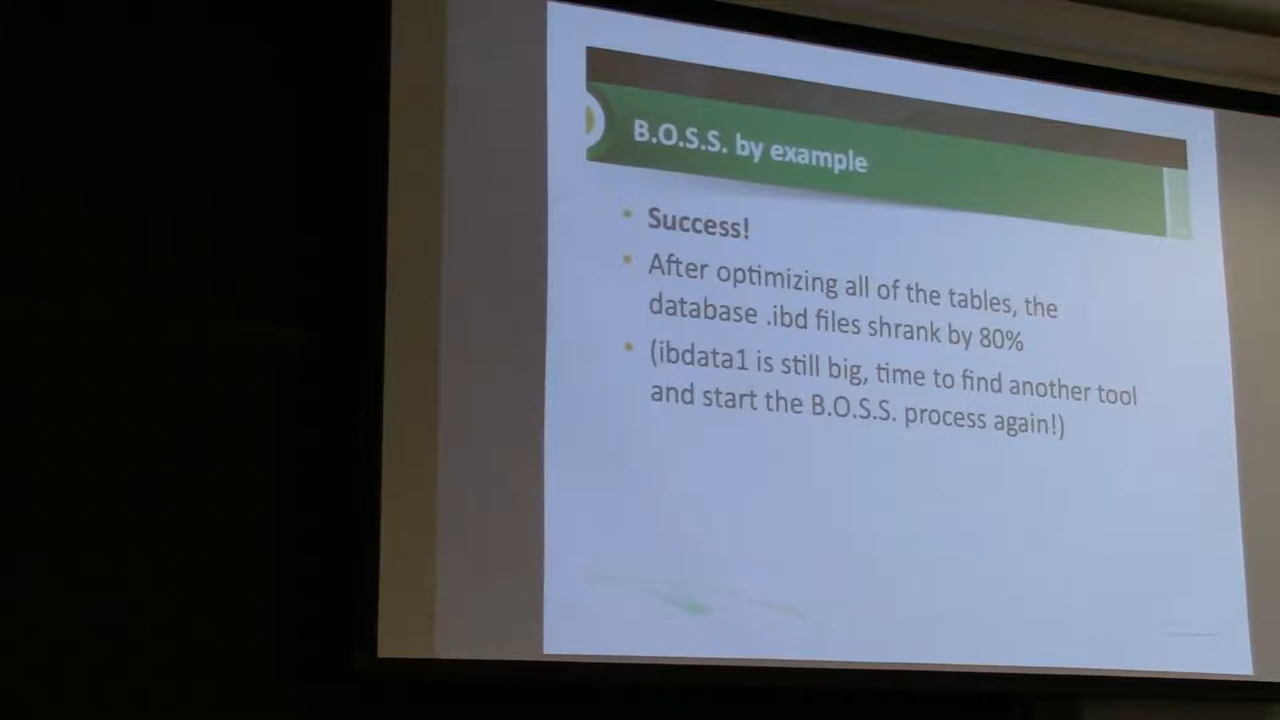 B.O.S.S. by example
• Success!
• After optimizing all of the tables, the
database .ibd files shrank by 80%
• (ibdata1 is still big, time to find another tool
and start the B.O.S.S. process again!)